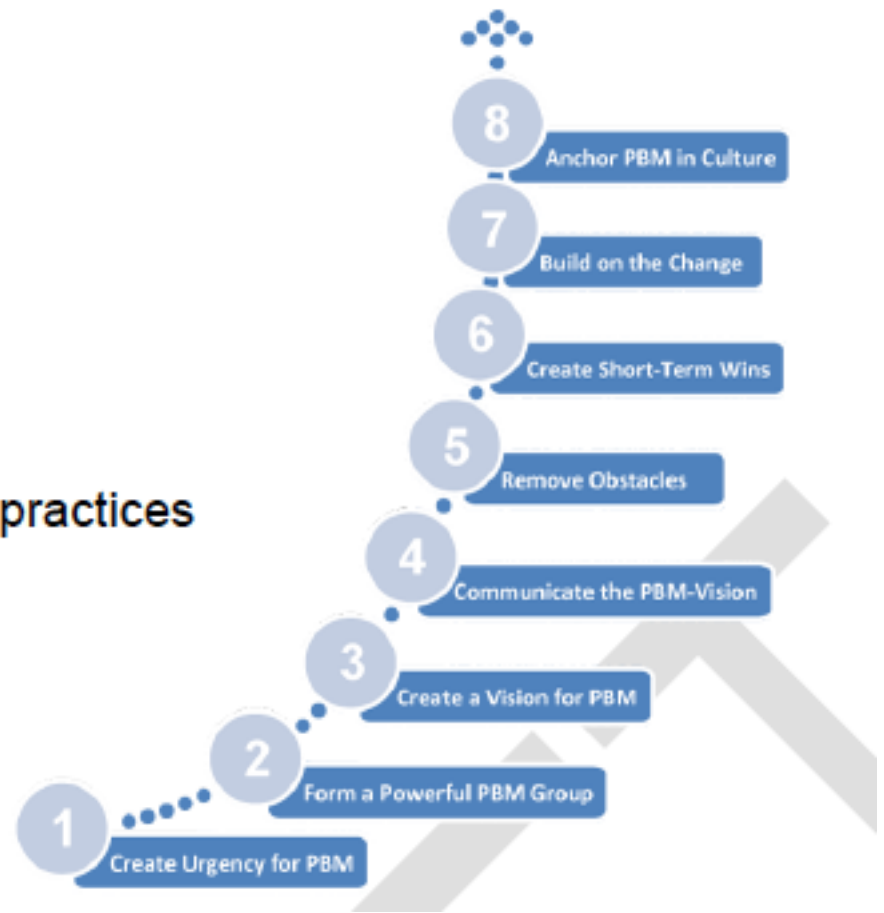 8
Anchor PBM in Culture
7
Build on the Change
6
Create Short-Term Wins
5
Remove Obstacles
practices
4
Communicate the PBM-Vision
3
Create a Vision for PBM
2
Form a Powerful PBM Group
1
Create Urgency for PBM